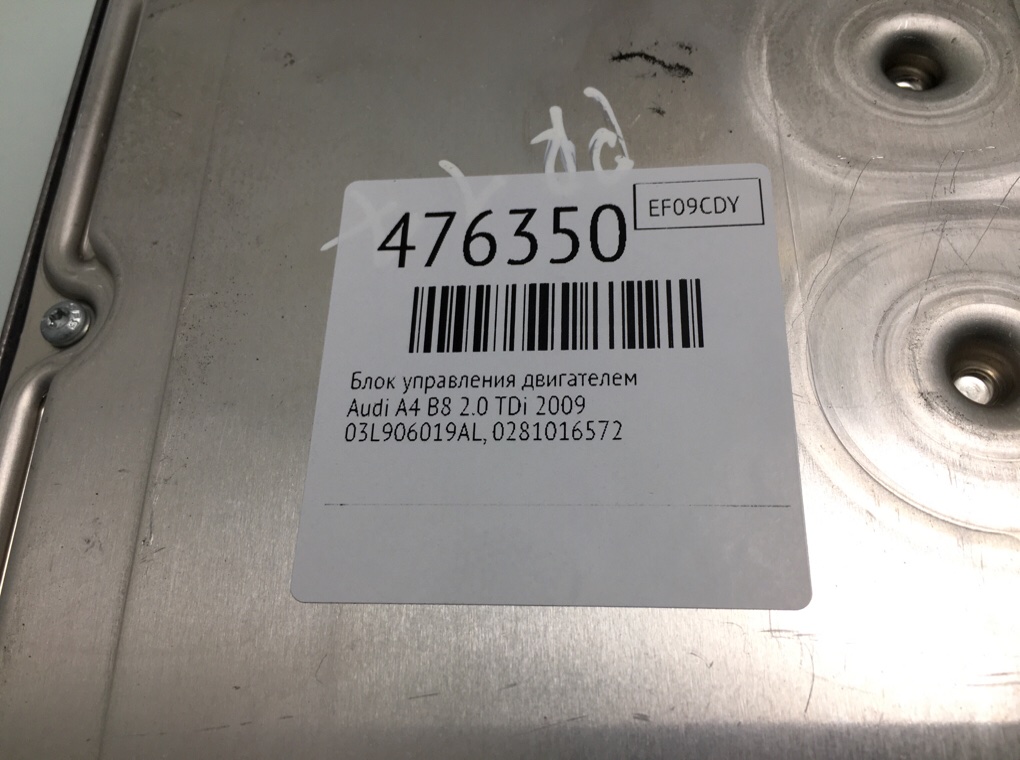 476350
EF09CDY
Блок управления двигателем
Audi A4 B8 2.0 TDi 2009
03L906019AL, 0281016572